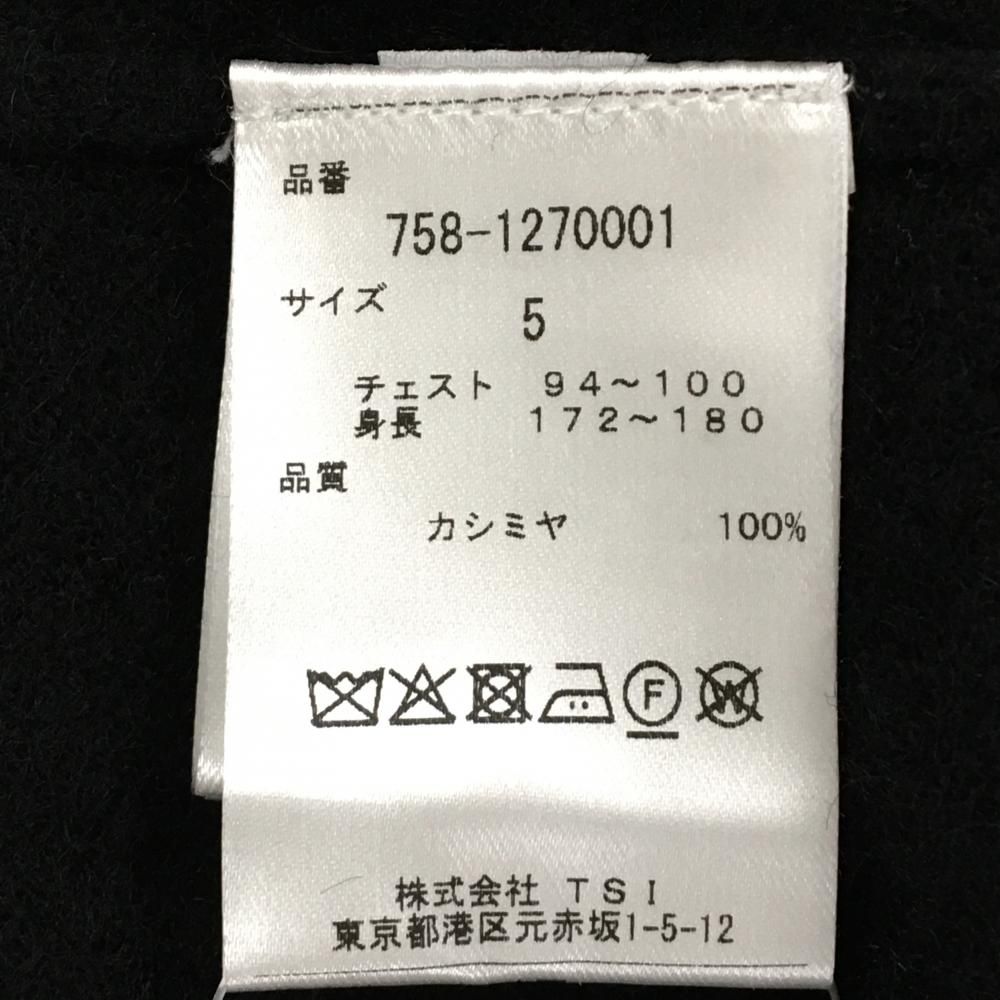 品番
758-1270001
サイズ 5
チェスト 94～100
身長 172～180
品質
カシミヤ 100%
F W
株式会社 TSI
東京都港区元赤坂1-5-12